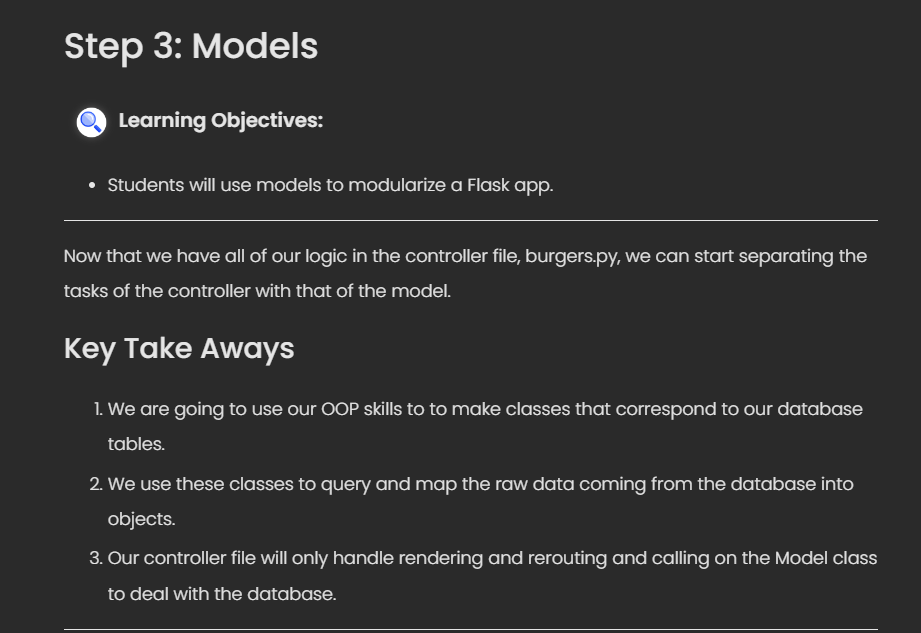 Step 3: Models
Learning Objectives:
• Students will use models to modularize a Flask app.
Now that we have all of our logic in the controller file, burgers.py, we can start separating the
tasks of the controller with that of the model.
Key Take Aways
1. We are going to use our OOP skills to to make classes that correspond to our database
tables.
2. We use these classes to query and map the raw data coming from the database into
objects.
3. Our controller file will only handle rendering and rerouting and calling on the Model class
to deal with the database.